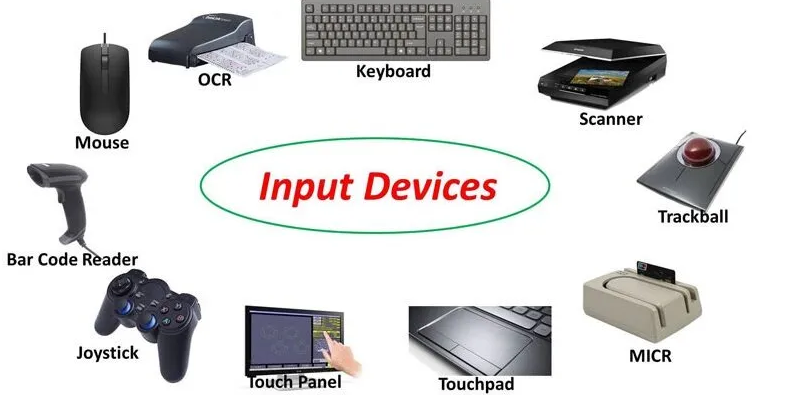 OCR
Keyboard
Mouse
Scanner
Input Devices
Trackball
Bar Code Reader
Joystick
Touch Panel
Touchpad
MICR